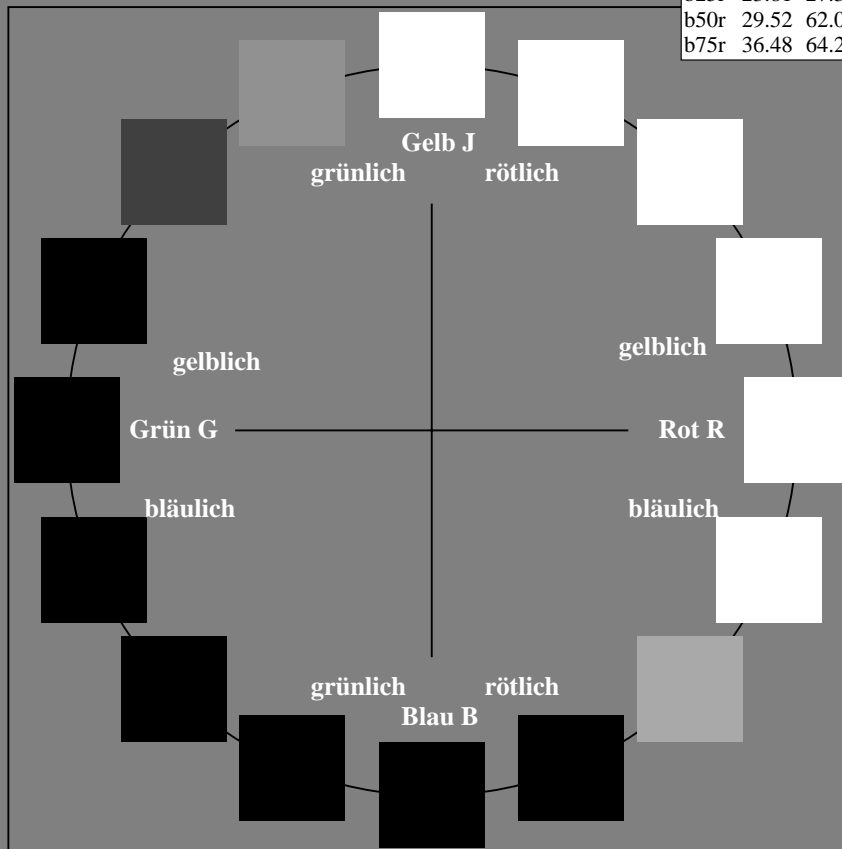 b50r 29.52 62.0
b75r 36.48 64.2
Gelb J
grünlich rötlich
gelblich gelblich
Grün G Rot R
bläulich bläulich
grünlich rötlich
Blau B